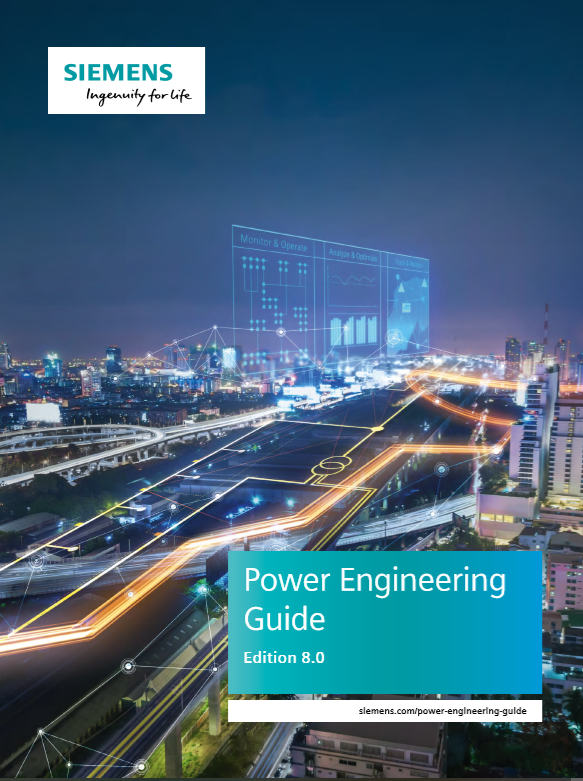 SIEMENS
Ingenuity for life
Monitor & Operate
Analyze & Optimize
Power Engineering
Guide
Edition 8.0
siemens.com/power-engineering-guide